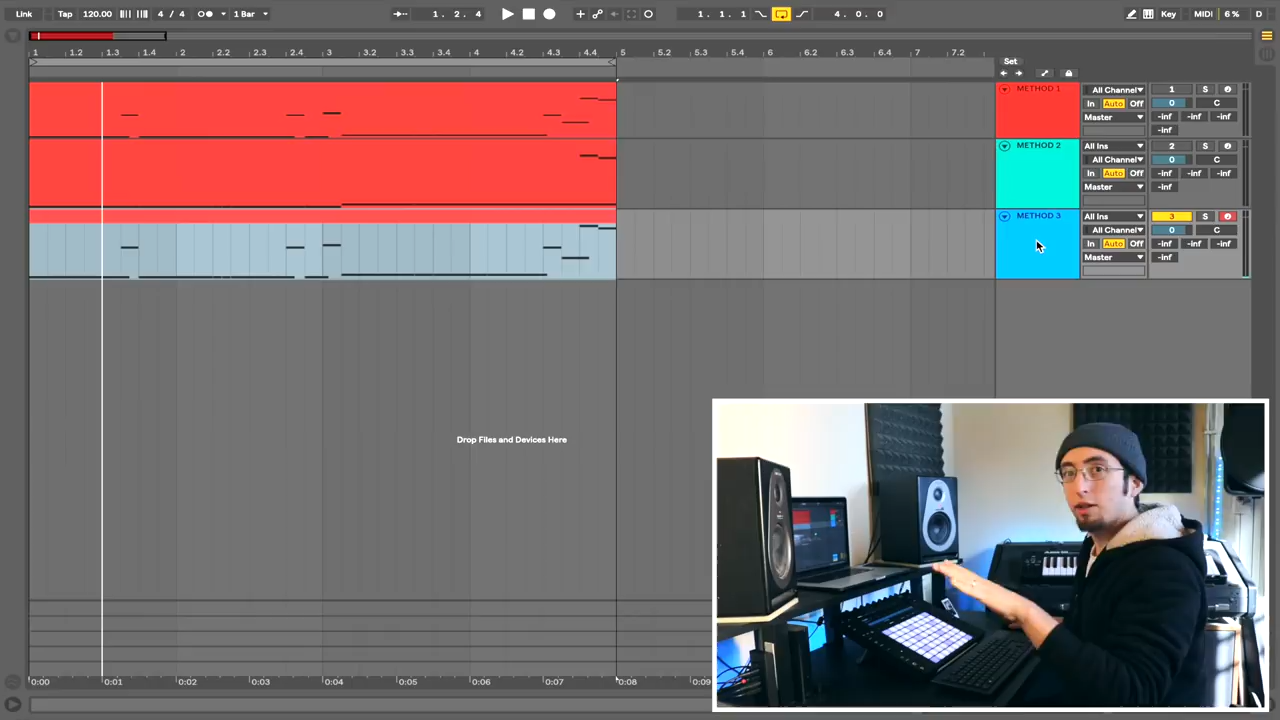 Link Tap 120.00 4 / 4 1 Bar 1. 2. 4 1. 1. 1 4. 0. 0 Key MIDI 6 % D
1 1.2 1.3 1.4 2 2.2 2.3 2.4 3 3.2 3.3 3.4 4 4.2 4.3 4.4 5 5.2 5.3 5.4 6 6.2 6.3 6.4 7 7.2
Set
METHOD 1 All Channel 1 S
In Auto Off 0 C
Master -inf -inf -inf
-inf
METHOD 2 All Ins 2 S
All Channel 0 C
In Auto Off -inf -inf -inf
Master -inf
METHOD 3 All Ins 3 S
All Channel 0 C
In Auto Off -inf -inf -inf
Master -inf
Drop Files and Devices Here
0:00 0:01 0:02 0:03 0:04 0:05 0:06 0:07 0:08 0:09